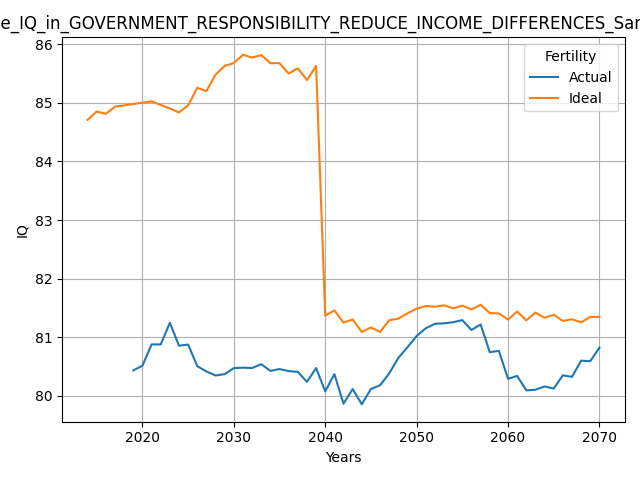 e_IQ_in_GOVERNMENT_RESPONSIBILITY_REDUCE_INCOME_DIFFERENCES_Sar
86
85
84
83
82
81
80
IQ
Fertility
Actual
Ideal
2020 2030 2040 2050 2060 2070
Years